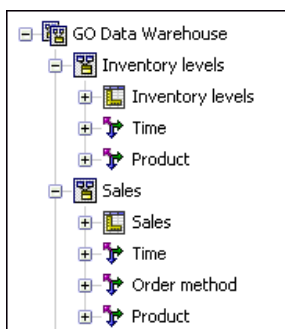 GO Data Warehouse
Inventory levels
Inventory levels
Time
Product
Sales
Sales
Time
Order method
Product